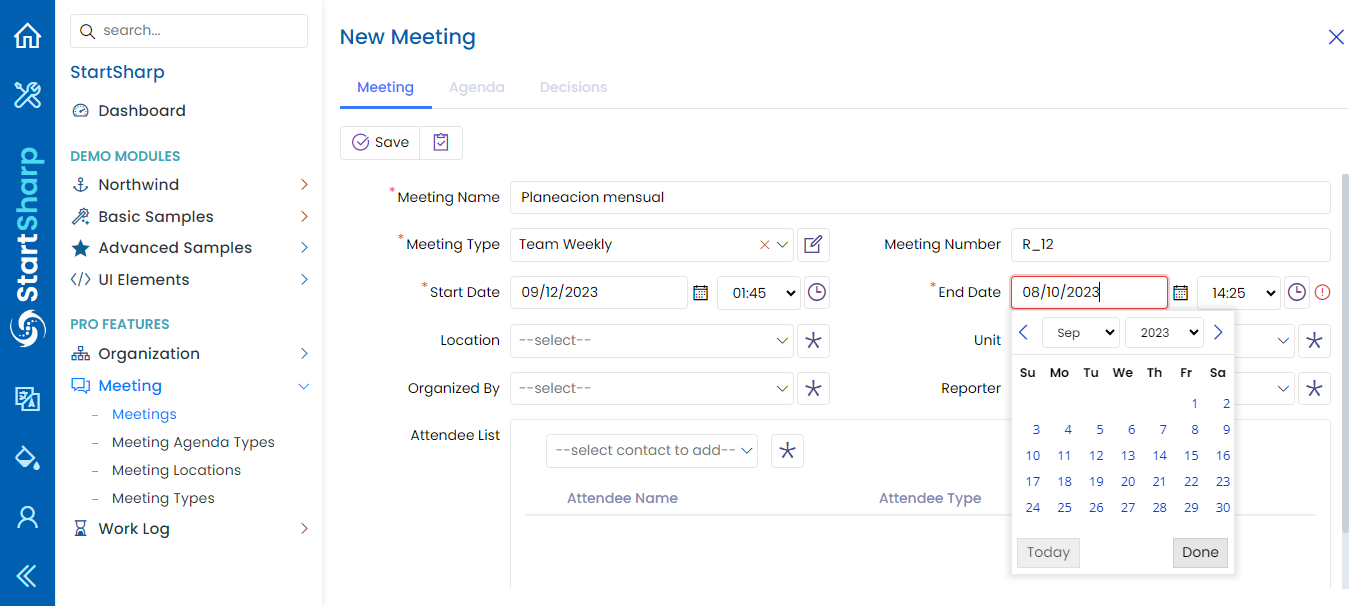 StartSharp
search...
StartSharp
Dashboard
DEMO MODULES
Northwind
Basic Samples
Advanced Samples
UI Elements
PRO FEATURES
Organization
Meeting
Meetings
Meeting Agenda Types
Meeting Locations
Meeting Types
Work Log
New Meeting
Meeting Agenda Decisions
Save
*Meeting Name Planeacion mensual
*Meeting Type Team Weekly Meeting Number R_12
*Start Date 09/12/2023 01:45 *End Date 08/10/2023 14:25
Location --select-- Unit
Organized By --select-- Reporter
Attendee List
--select contact to add--
Attendee Name Attendee Type
Sep 2023
Su Mo Tu We Th Fr Sa
1 2
3 4 5 6 7 8 9
10 11 12 13 14 15 16
17 18 19 20 21 22 23
24 25 26 27 28 29 30
Today Done